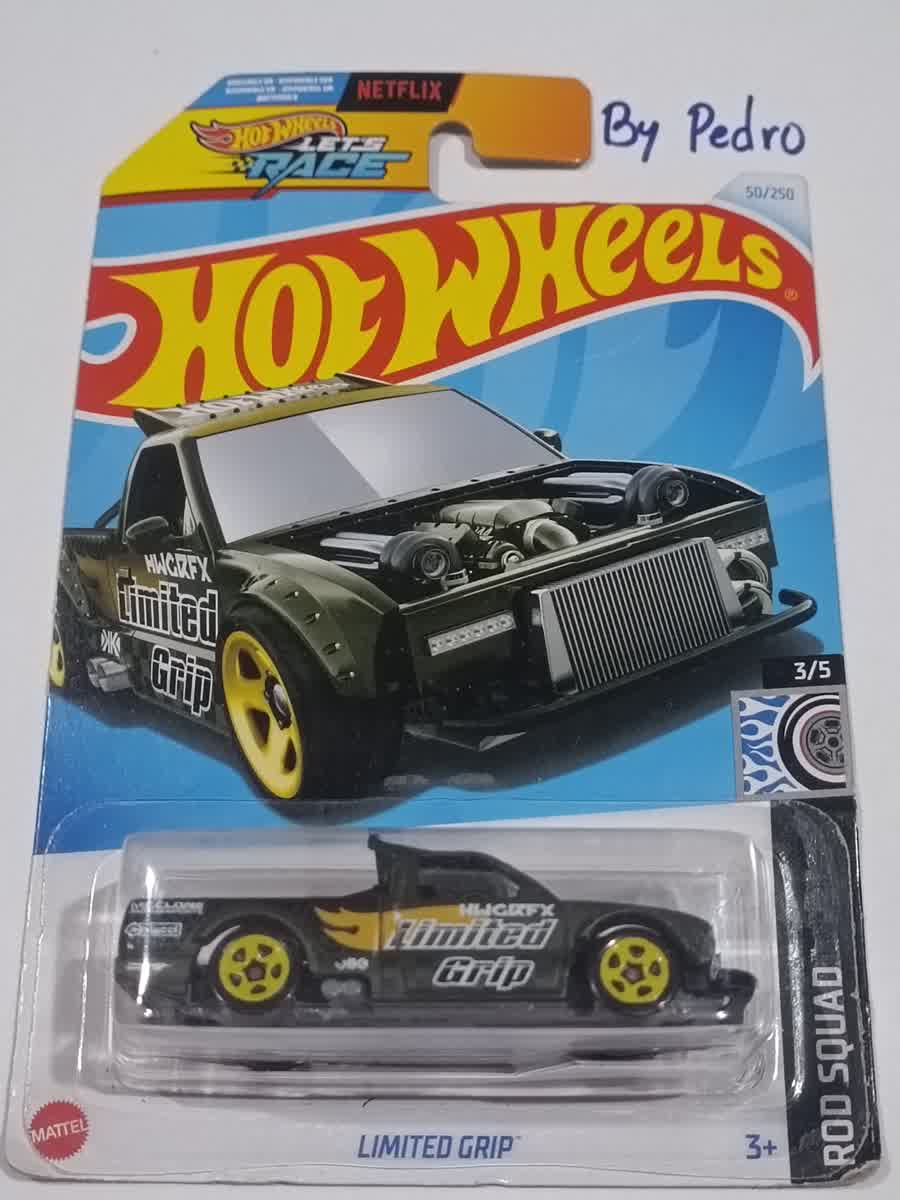 NETFLIX
HOT WHEELS
LET'S
RACE
By Pedro
50/250
HOT WHEELS®
HWGRFX
Limited
Grip
3/5
HWGRFX
Limited
Grip
ROD SQUAD
MATTEL
LIMITED GRIP™
3+